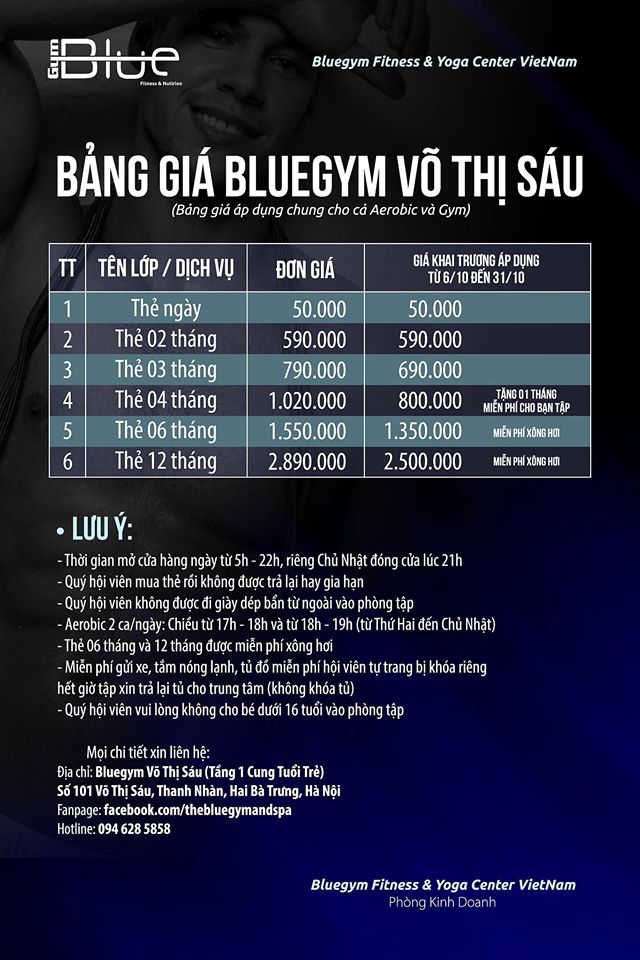 Gym Blue
Fitness & Nutirion
Bluegym Fitness & Yoga Center VietNam
BẢNG GIÁ BLUEGYM VÕ THỊ SÁU
(Bảng giá áp dụng chung cho cả Aerobic và Gym)
TT TÊN LỚP / DỊCH VỤ ĐƠN GIÁ GIÁ KHAI TRƯƠNG ÁP DỤNG
TỪ 6/10 ĐẾN 31/10
1 Thẻ ngày 50.000 50.000
2 Thẻ 02 tháng 590.000 590.000
3 Thẻ 03 tháng 790.000 690.000
4 Thẻ 04 tháng 1.020.000 800.000 TẶNG 01 THÁNG
MIỄN PHÍ CHO BẠN TẬP
5 Thẻ 06 tháng 1.550.000 1.350.000 MIỄN PHÍ XÔNG HƠI
6 Thẻ 12 tháng 2.890.000 2.500.000 MIỄN PHÍ XÔNG HƠI
• LƯU Ý:
- Thời gian mở cửa hàng ngày từ 5h - 22h, riêng Chủ Nhật đóng cửa lúc 21h
- Quý hội viên mua thẻ rồi không được trả lại hay gia hạn
- Quý hội viên không được đi giày dép bẩn từ ngoài vào phòng tập
- Aerobic 2 ca/ngày: Chiều từ 17h - 18h và từ 18h - 19h (từ Thứ Hai đến Chủ Nhật)
- Thẻ 06 tháng và 12 tháng được miễn phí xông hơi
- Miễn phí gửi xe, tắm nóng lạnh, tủ đồ miễn phí hội viên tự trang bị khóa riêng
hết giờ tập xin trả lại tủ cho trung tâm (không khóa tủ)
- Quý hội viên vui lòng không cho bé dưới 16 tuổi vào phòng tập
Mọi chi tiết xin liên hệ:
Địa chỉ: Bluegym Võ Thị Sáu (Tầng 1 Cung Tuổi Trẻ)
Số 101 Võ Thị Sáu, Thanh Nhàn, Hai Bà Trưng, Hà Nội
Fanpage: facebook.com/thebluegymandspa
Hotline: 094 628 5858
Bluegym Fitness & Yoga Center VietNam
Phòng Kinh Doanh